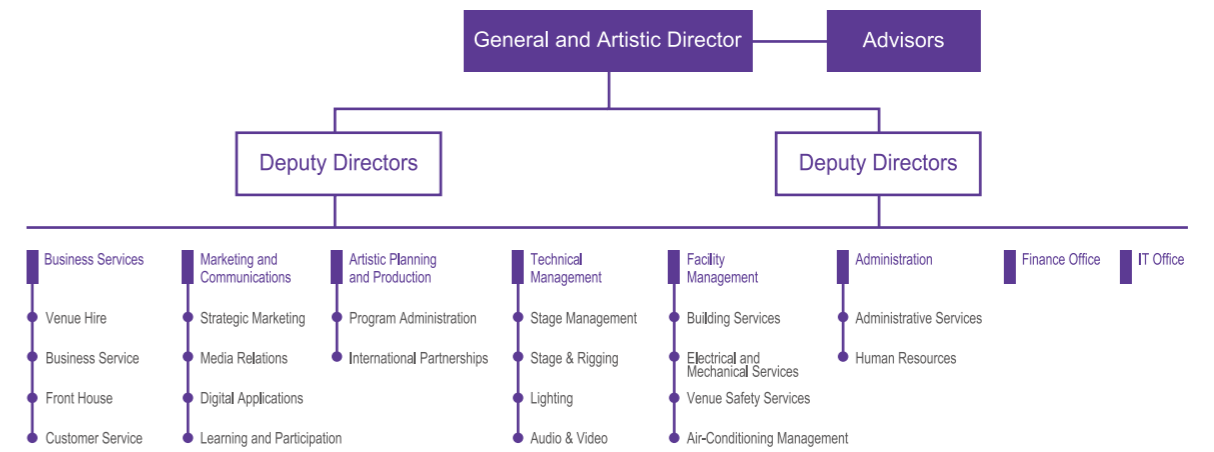 General and Artistic Director
Advisors
Deputy Directors
Deputy Directors
Business Services
Venue Hire
Business Service
Front House
Customer Service
Marketing and
Communications
Strategic Marketing
Media Relations
Digital Applications
Learning and Participation
Artistic Planning
and Production
Program Administration
International Partnerships
Technical
Management
Stage Management
Stage & Rigging
Lighting
Audio & Video
Facility
Management
Building Services
Electrical and
Mechanical Services
Venue Safety Services
Air-Conditioning Management
Administration
Administrative Services
Human Resources
Finance Office
IT Office